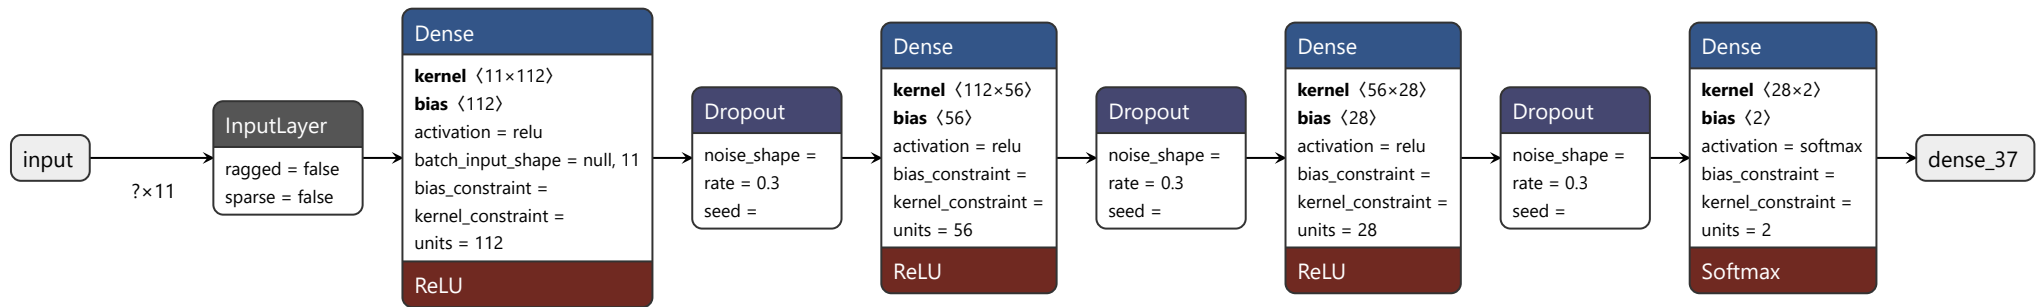 input
?×11
InputLayer
ragged = false
sparse = false
Dense
kernel 〈11×112〉
bias 〈112〉
activation = relu
batch_input_shape = null, 11
bias_constraint =
kernel_constraint =
units = 112
ReLU
Dropout
noise_shape =
rate = 0.3
seed =
Dense
kernel 〈112×56〉
bias 〈56〉
activation = relu
bias_constraint =
kernel_constraint =
units = 56
ReLU
Dropout
noise_shape =
rate = 0.3
seed =
Dense
kernel 〈56×28〉
bias 〈28〉
activation = relu
bias_constraint =
kernel_constraint =
units = 28
ReLU
Dropout
noise_shape =
rate = 0.3
seed =
Dense
kernel 〈28×2〉
bias 〈2〉
activation = softmax
bias_constraint =
kernel_constraint =
units = 2
Softmax
dense_37